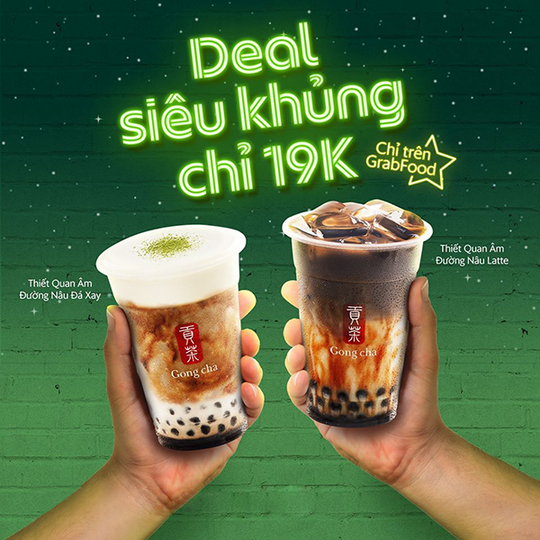 Deal
siêu khủng
chỉ 19K
Chỉ trên
GrabFood
Thiết Quan Âm
Đường Nâu Đá Xay
Thiết Quan Âm
Đường Nâu Latte
貢茶
Gong cha
貢茶
Gong cha